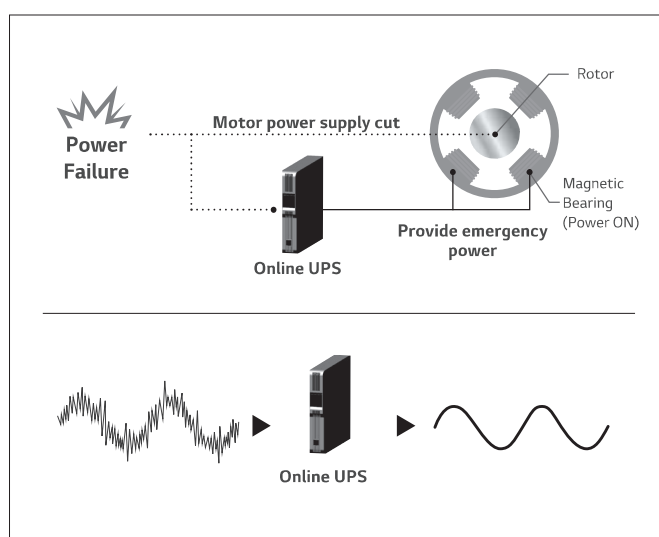 Power
Failure
Motor power supply cut
Rotor
Magnetic
Bearing
(Power ON)
Provide emergency
power
Online UPS
Online UPS